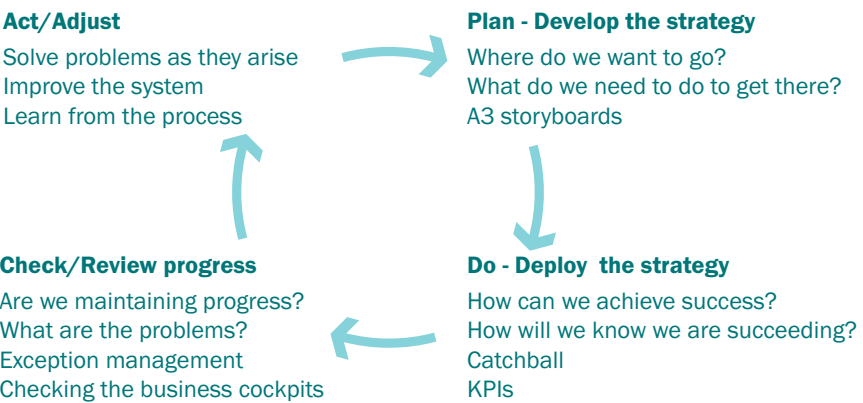 Act/Adjust
Solve problems as they arise
Improve the system
Learn from the process
Plan - Develop the strategy
Where do we want to go?
What do we need to do to get there?
A3 storyboards
Check/Review progress
Are we maintaining progress?
What are the problems?
Exception management
Checking the business cockpits
Do - Deploy the strategy
How can we achieve success?
How will we know we are succeeding?
Catchball
KPIs